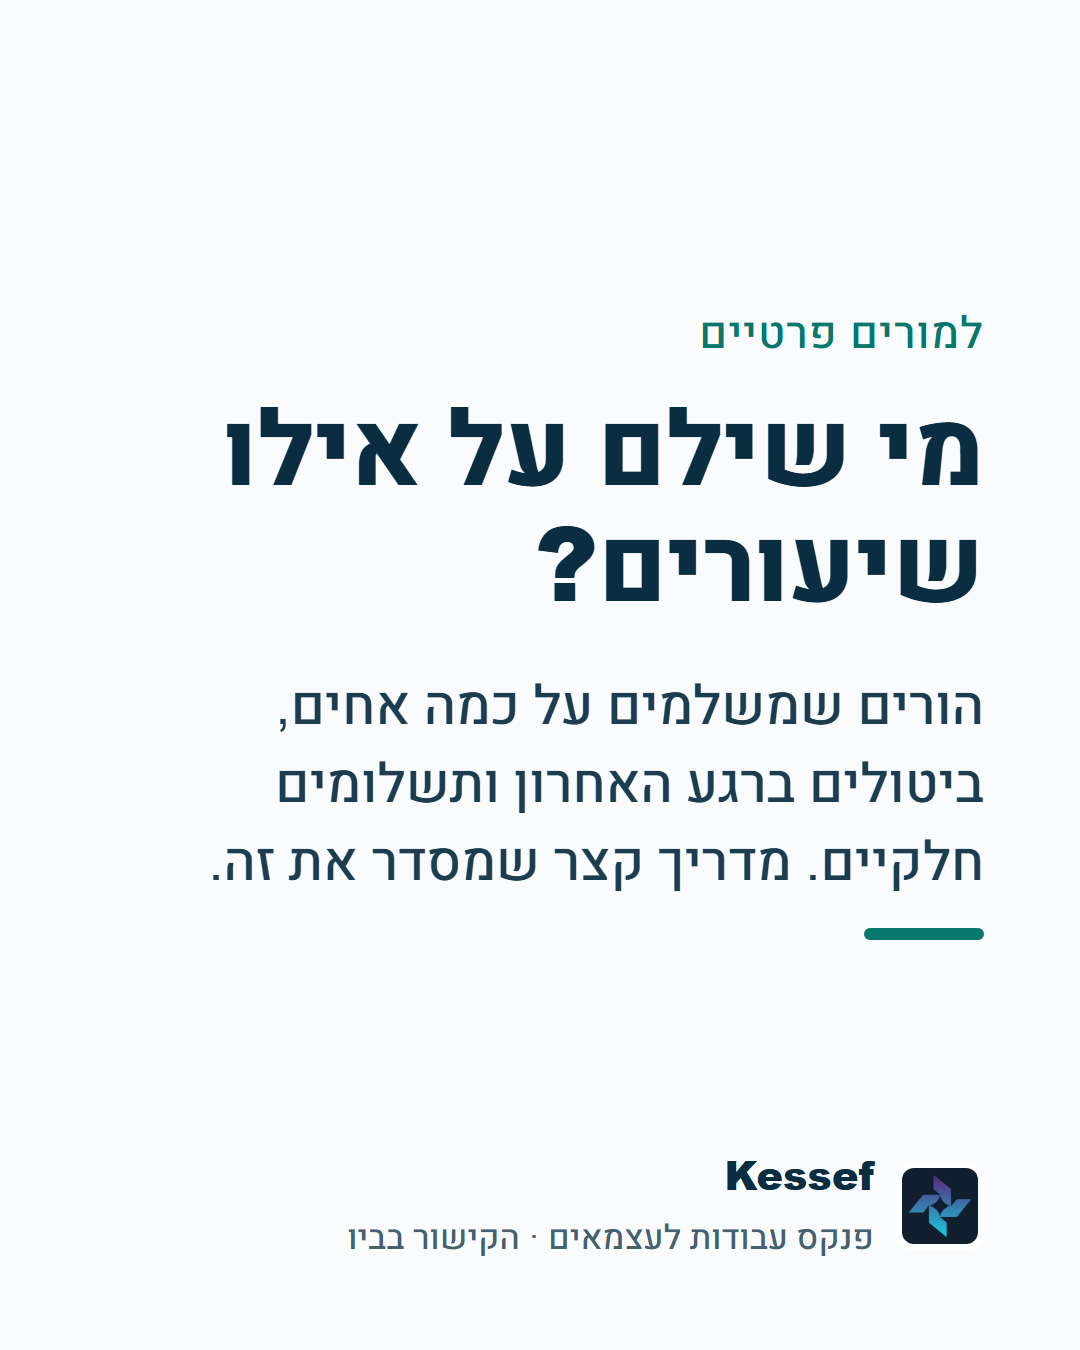 למורים פרטיים
מי שילם על אילו
שיעורים?
הורים שמשלמים על כמה אחים,
ביטולים ברגע האחרון ותשלומים
חלקיים. מדריך קצר שמסדר את זה.
Kessef
פנקס עבודות לעצמאים · הקישור בביו